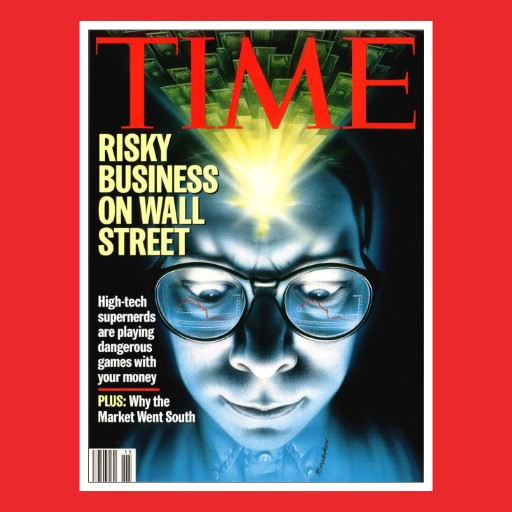 TIME
RISKY
BUSINESS
ON WALL
STREET
High-tech
supernerds
are playing
dangerous
games with
your money
PLUS: Why the
Market Went South